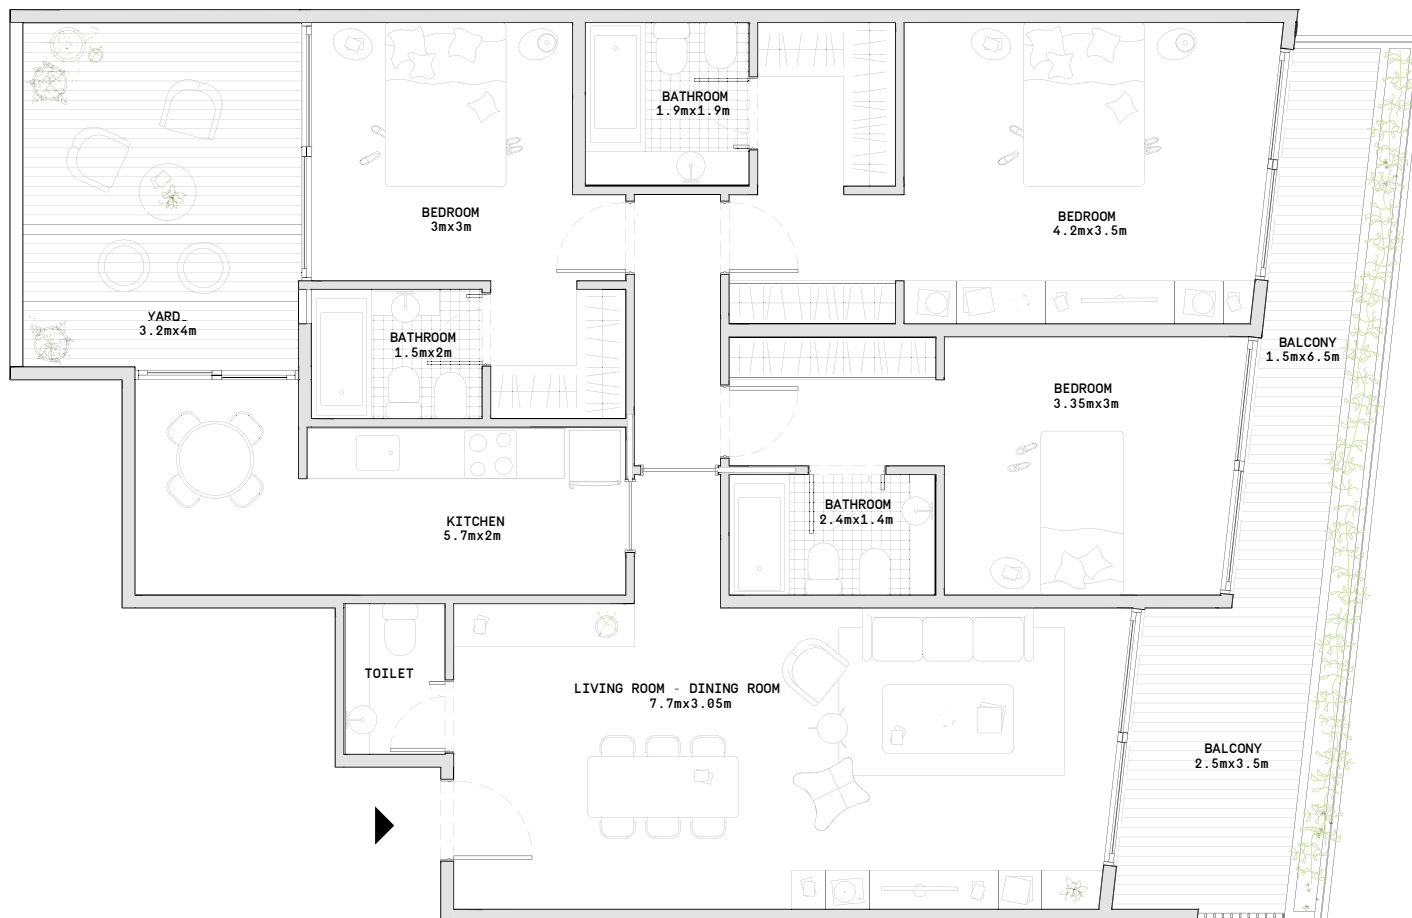 BATHROOM
1.9mx1.9m
BEDROOM
3mx3m
BEDROOM
4.2mx3.5m
YARD_
3.2mx4m
BATHROOM
1.5mx2m
BALCONY
1.5mx6.5m
BEDROOM
3.35mx3m
BATHROOM
2.4mx1.4m
KITCHEN
5.7mx2m
TOILET
LIVING ROOM - DINING ROOM
7.7mx3.05m
BALCONY
2.5mx3.5m